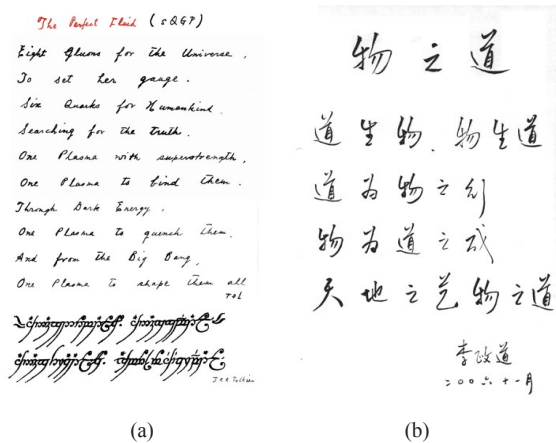 The Perfect Fluid (sQGP)
Eight Gluons for the Universe,
To set her gauge.
Six Quarks for Humankind,
Searching for the truth.
One Plasma with superstrength,
One Plasma to bind them.
Through Dark Energy,
One Plasma to quench them,
And from the Big Bang,
One Plasma to shape them all
TDL
J.R.R. Tolkien
(a)
物之道
道生物、物生道
道为物之形
物为道之成
天地之艺物之道
李政道
二〇〇六十一月
(b)